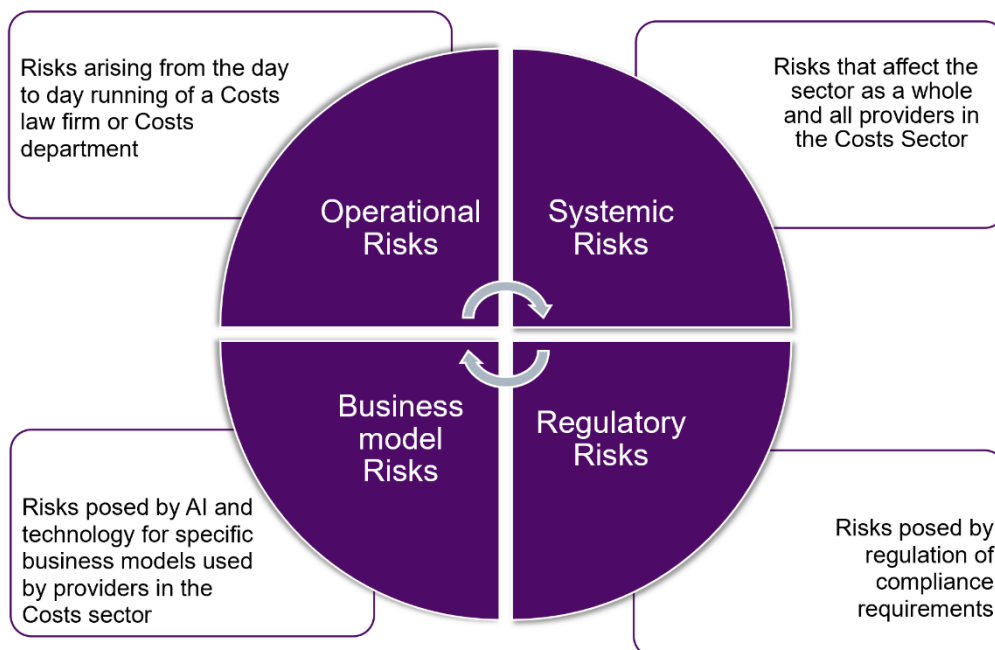 Risks arising from the day
to day running of a Costs
law firm or Costs
department
Operational
Risks
Systemic
Risks
Risks that affect the
sector as a whole
and all providers in
the Costs Sector
Business
model
Risks
Regulatory
Risks
Risks posed by AI and
technology for specific
business models used
by providers in the
Costs sector
Risks posed by
regulation of
compliance
requirements